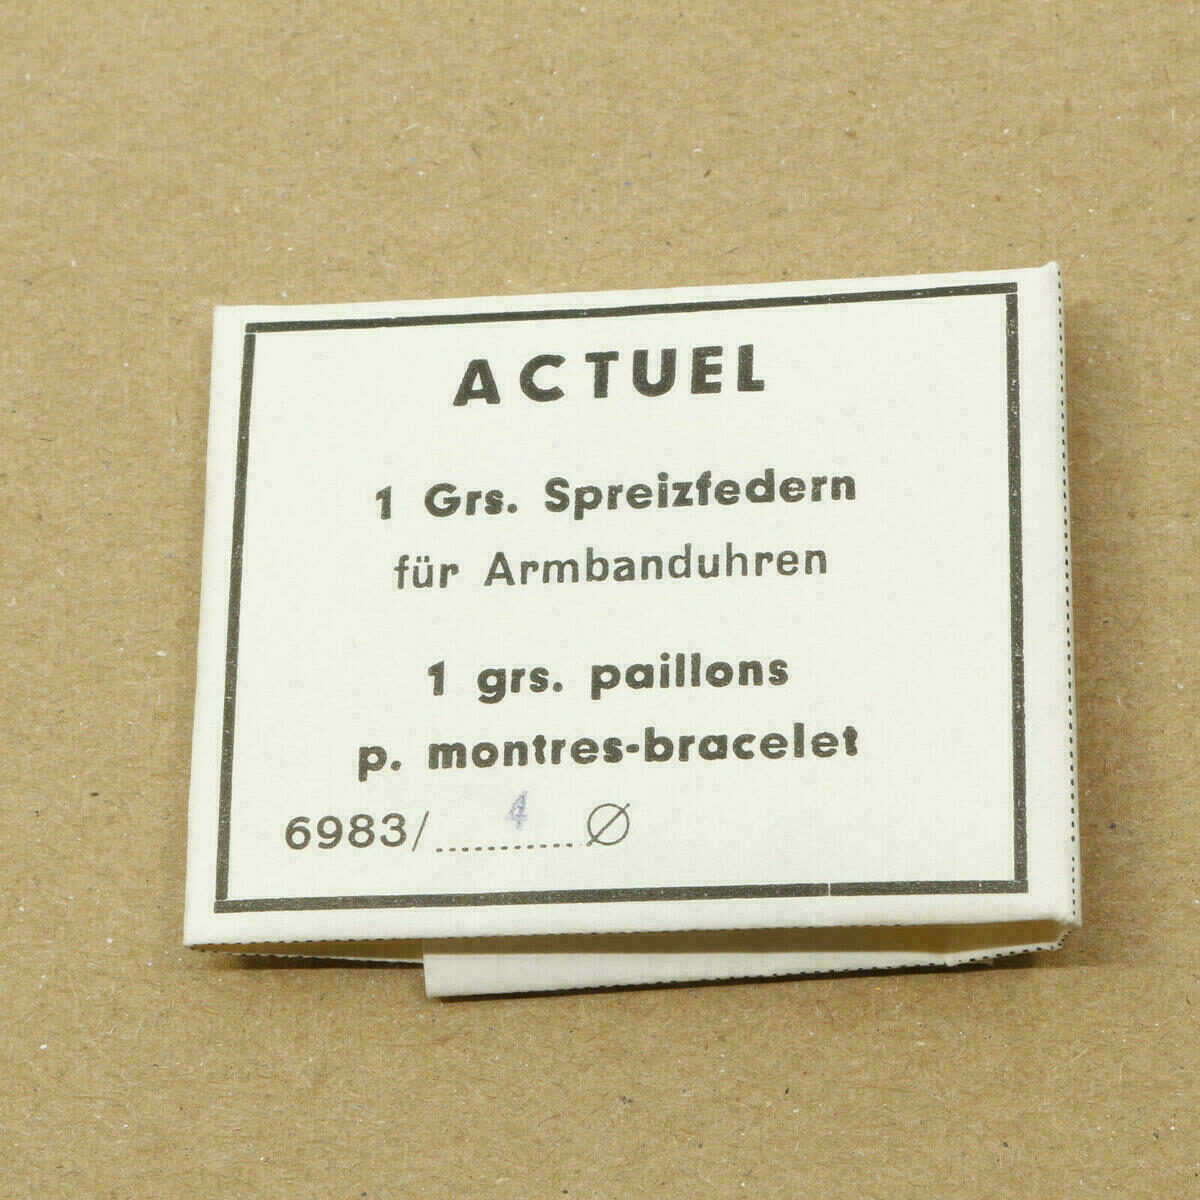 ACTUEL
1 Grs. Spreizfedern
für Armbanduhren
1 grs. paillons
p. montres-bracelet
6983/ 4 Ø